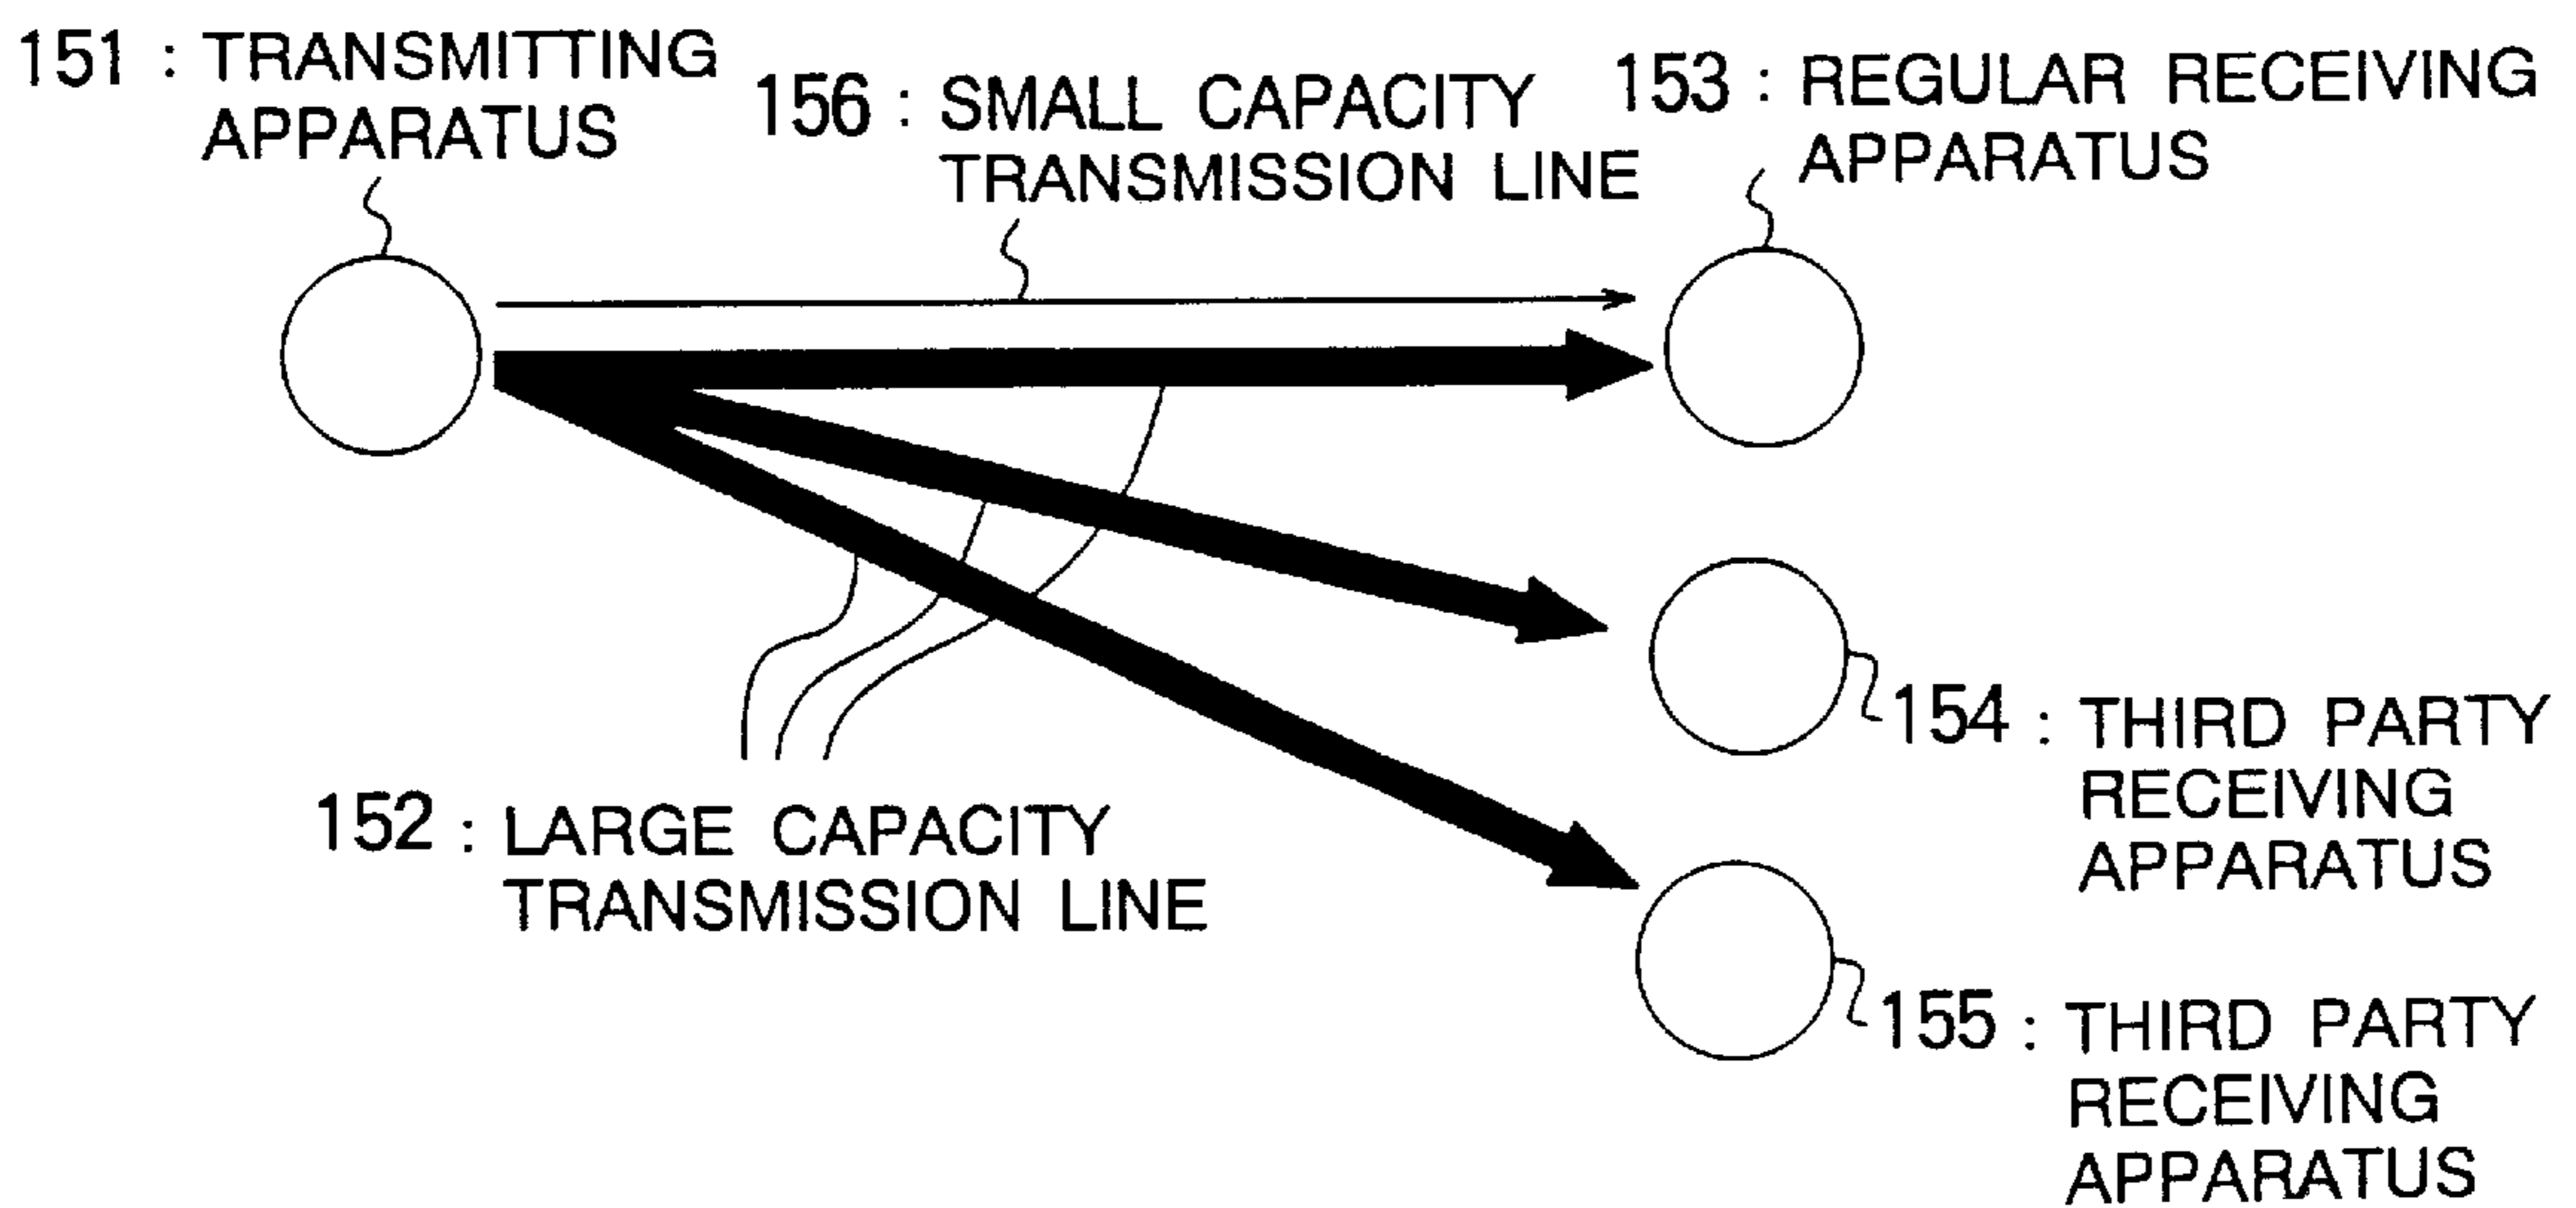 151 : TRANSMITTING
APPARATUS
156 : SMALL CAPACITY
TRANSMISSION LINE
153 : REGULAR RECEIVING
APPARATUS
154 : THIRD PARTY
RECEIVING
APPARATUS
152 : LARGE CAPACITY
TRANSMISSION LINE
155 : THIRD PARTY
RECEIVING
APPARATUS